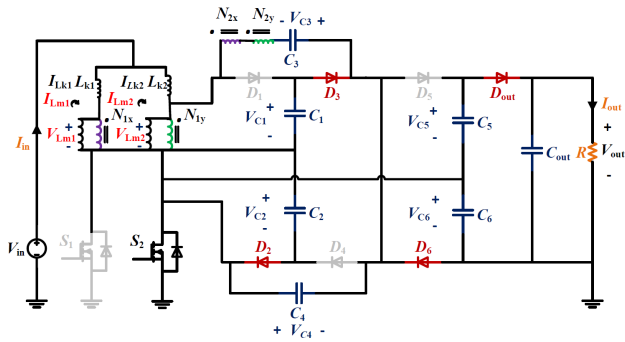 N2x N2y - VC3 +
C3
ILk1 Lk1 ILk2 Lk2
ILm1 ILm2
D1 D3 D5 Dout
N1x N1y
+ VLm1 - + VLm2 -
+ VC1 - C1
+ VC5 - C5
Cout
Iin
Iout
R + Vout -
+ VC2 - C2
+ VC6 - C6
S1 S2
Vin
D2 D4 D6
C4
+ VC4 -